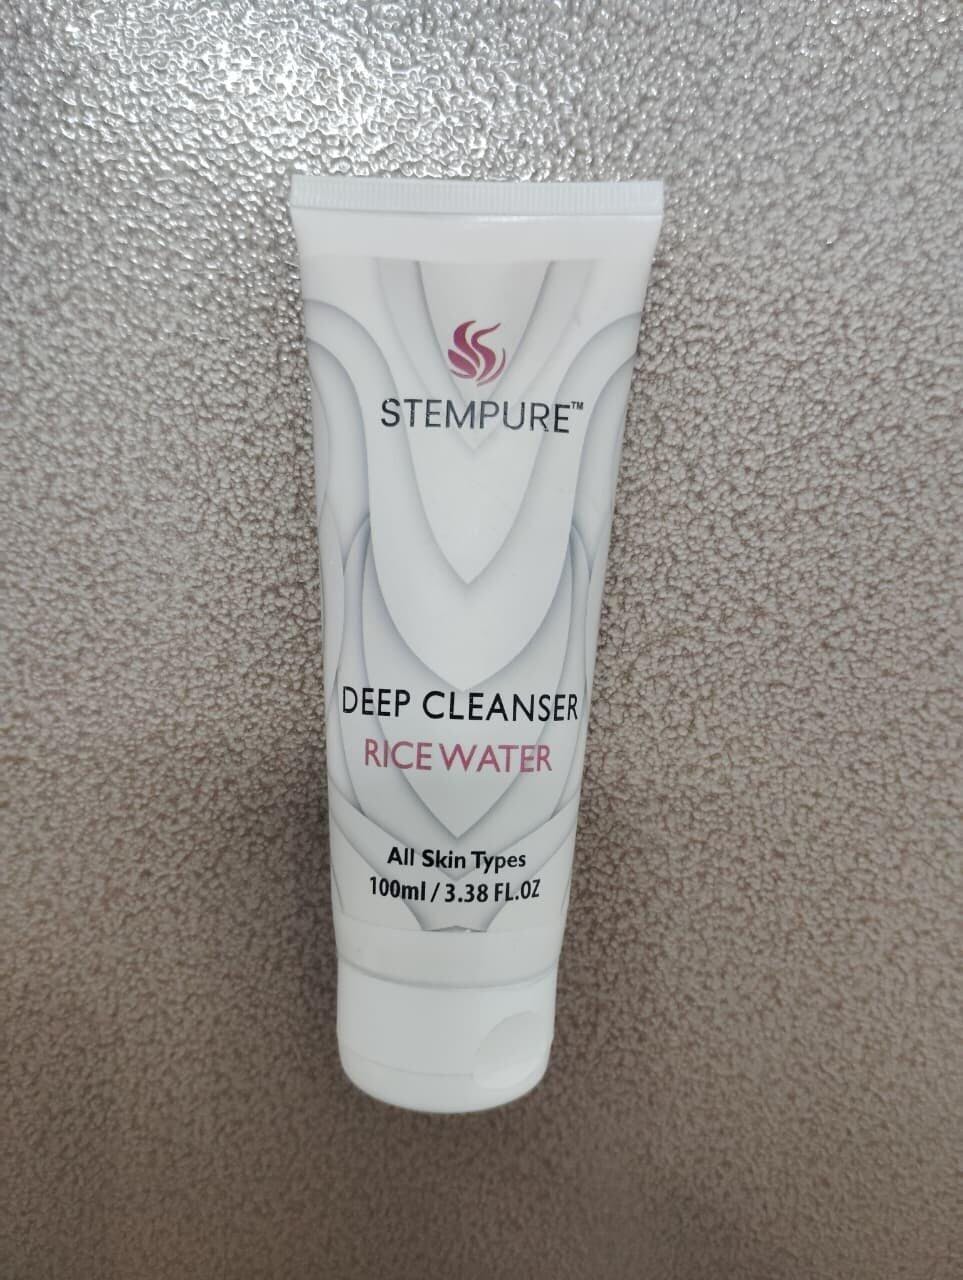 STEMPURE™
DEEP CLEANSER
RICE WATER
All Skin Types
100ml / 3.38 FL.OZ